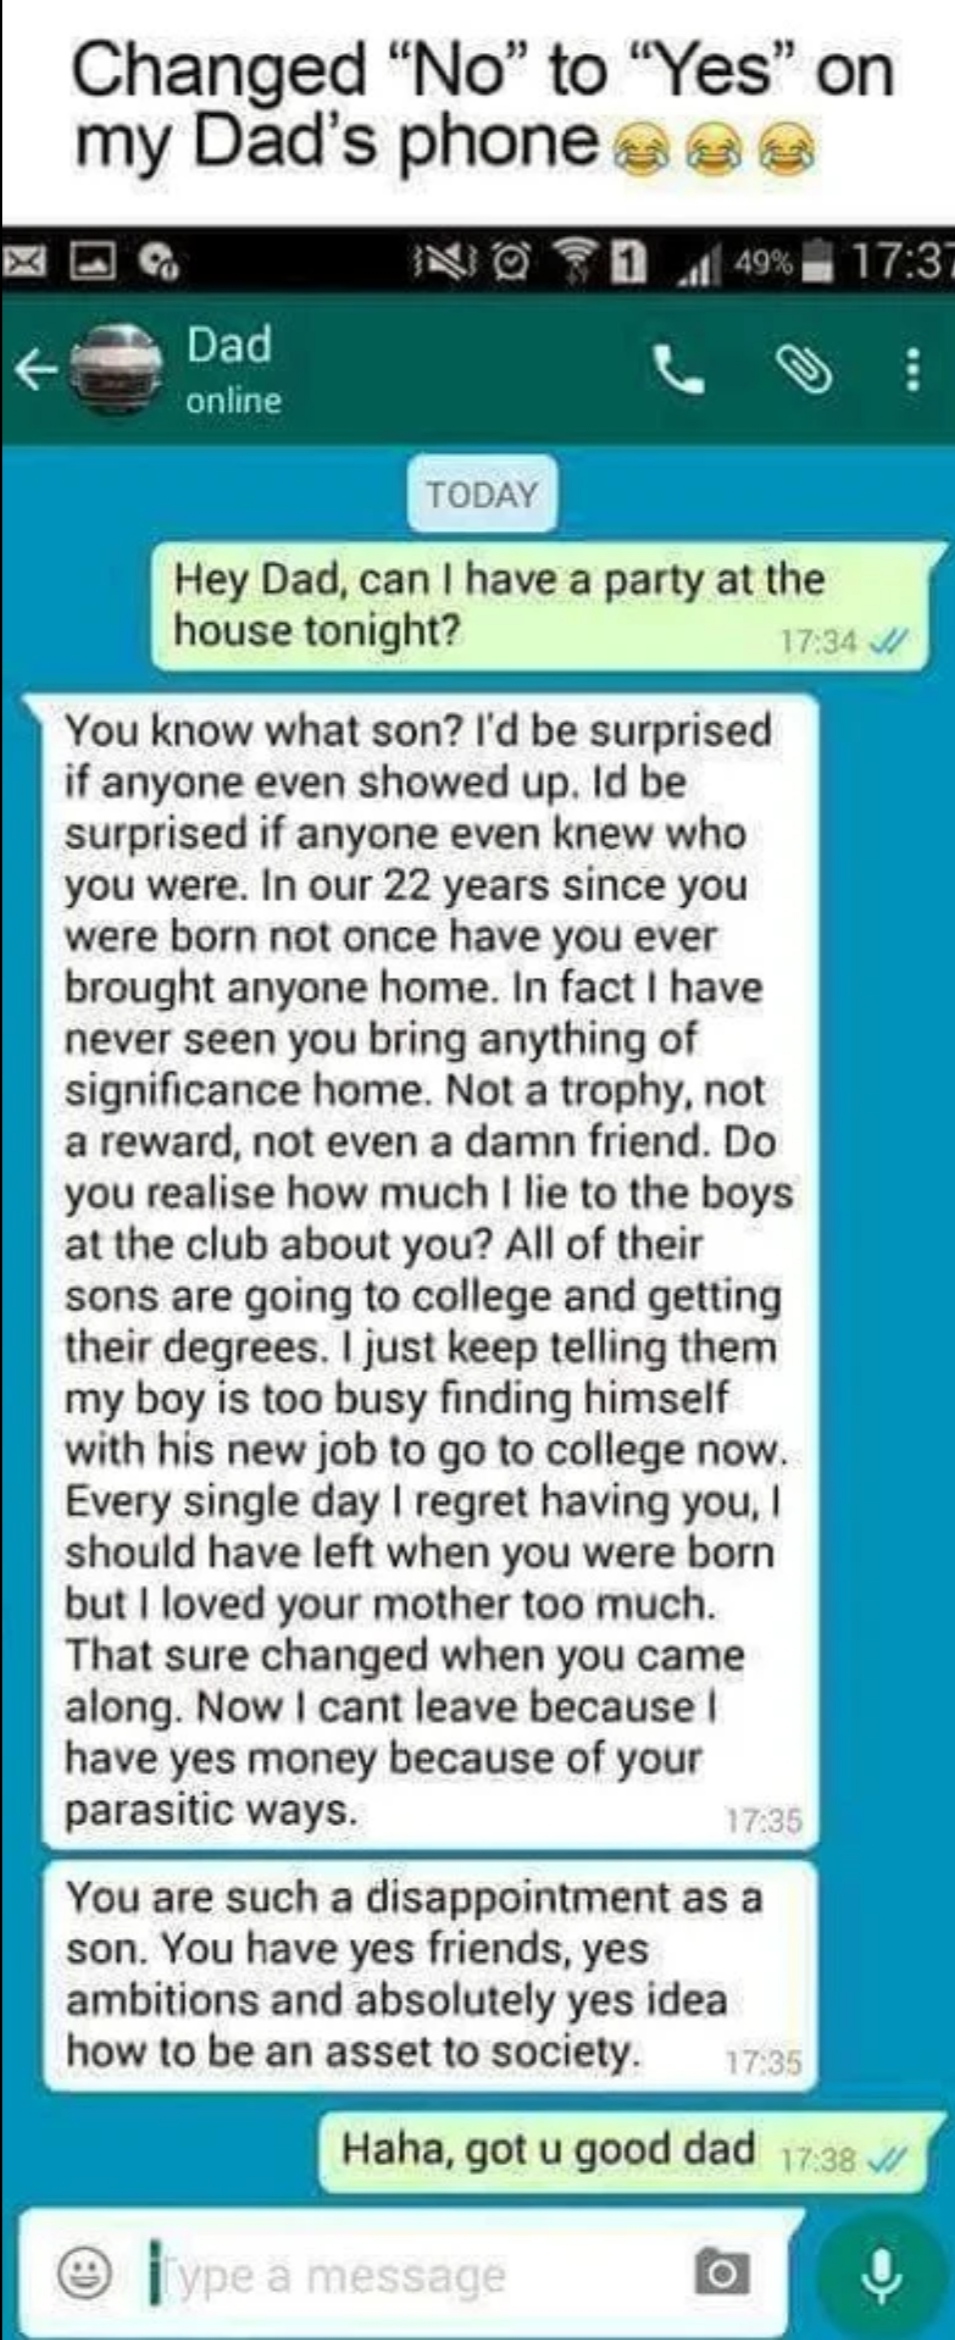 Changed “No” to “Yes” on
my Dad’s phone😂😂😂
1 49% 17:37
Dad
online
TODAY
Hey Dad, can I have a party at the
house tonight? 17:34
You know what son? I'd be surprised
if anyone even showed up. Id be
surprised if anyone even knew who
you were. In our 22 years since you
were born not once have you ever
brought anyone home. In fact I have
never seen you bring anything of
significance home. Not a trophy, not
a reward, not even a damn friend. Do
you realise how much I lie to the boys
at the club about you? All of their
sons are going to college and getting
their degrees. I just keep telling them
my boy is too busy finding himself
with his new job to go to college now.
Every single day I regret having you, I
should have left when you were born
but I loved your mother too much.
That sure changed when you came
along. Now I cant leave because I
have yes money because of your
parasitic ways. 17:35
You are such a disappointment as a
son. You have yes friends, yes
ambitions and absolutely yes idea
how to be an asset to society. 17:35
Haha, got u good dad 17:38
Type a message